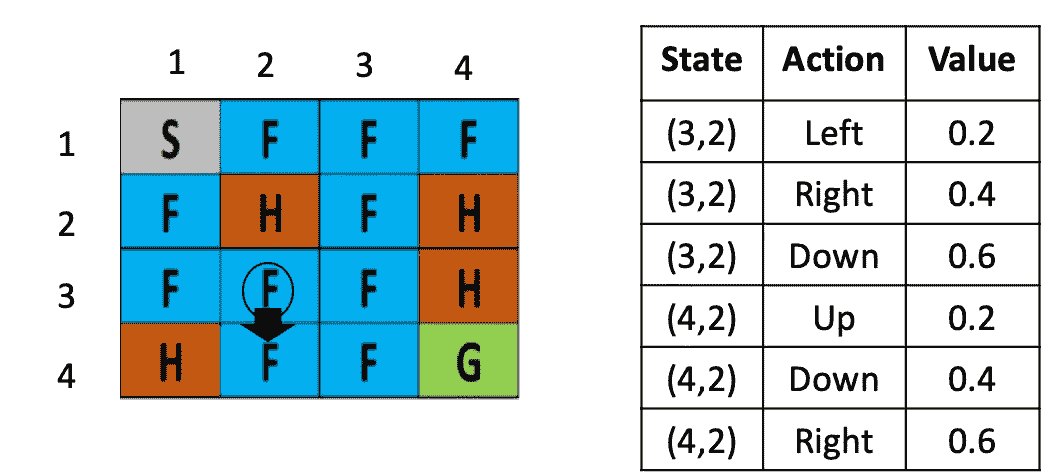 1 2 3 4
1 S F F F
2 F H F H
3 F F F H
4 H F F G
State Action Value
(3,2) Left 0.2
(3,2) Right 0.4
(3,2) Down 0.6
(4,2) Up 0.2
(4,2) Down 0.4
(4,2) Right 0.6